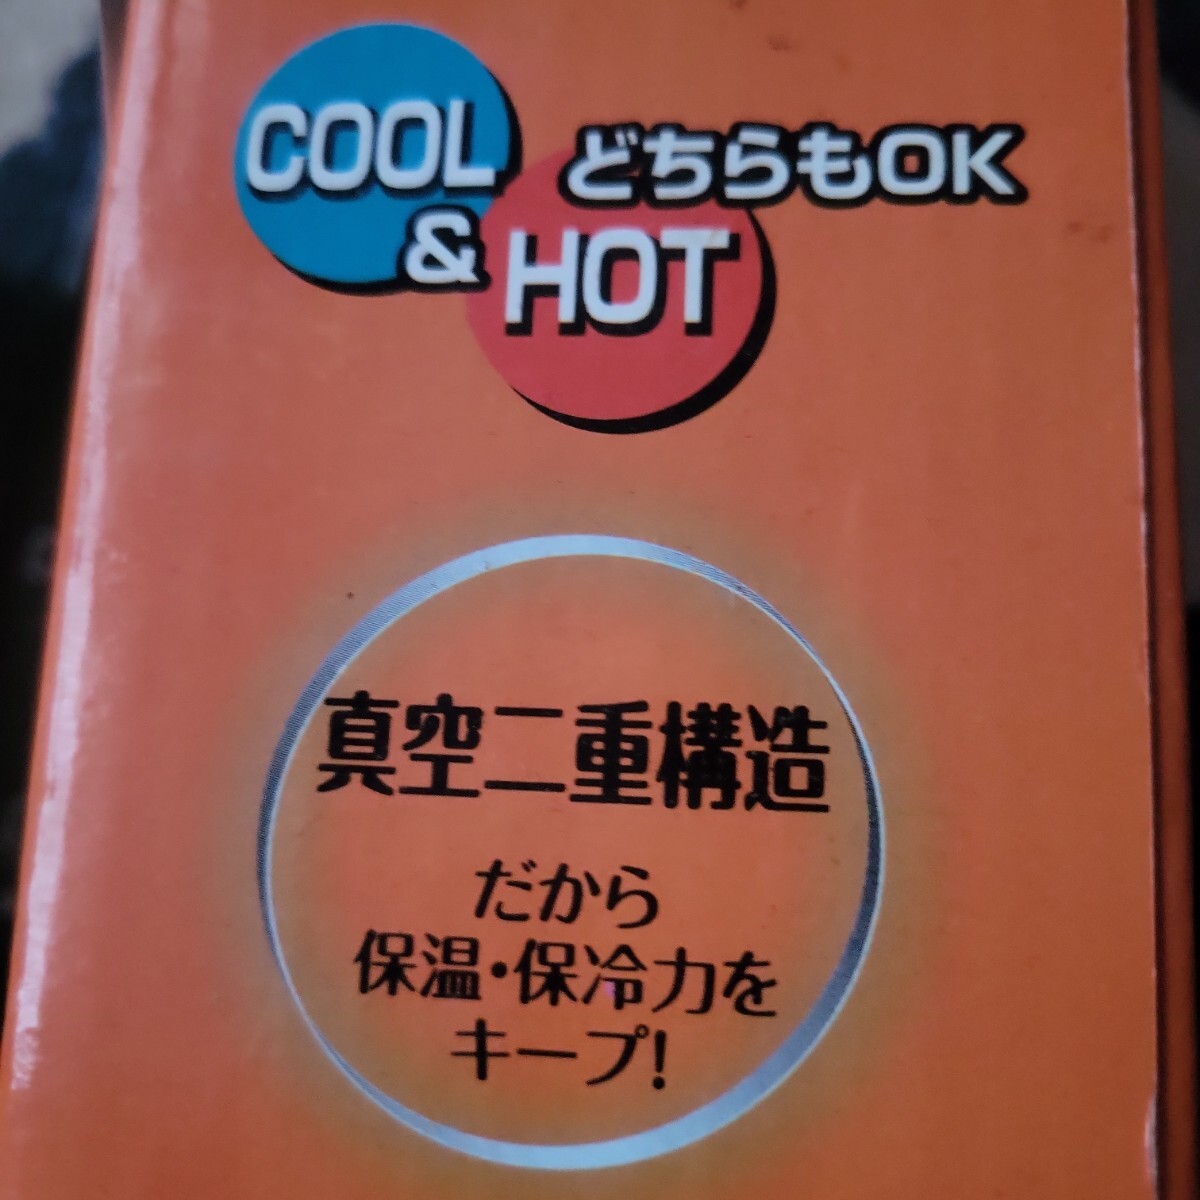 COOL
& HOT どちらもOK
真空二重構造
だから
保温・保冷力を
キープ!